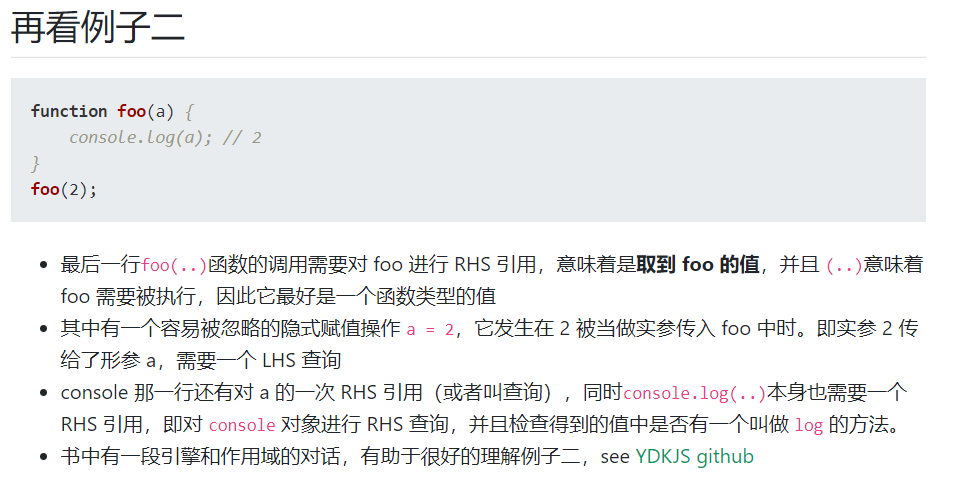 再看例子二
function foo(a) {
    console.log(a); // 2
}
foo(2);
最后一行foo(..)函数的调用需要对 foo 进行 RHS 引用，意味着是取到 foo 的值，并且 (..)意味着
foo 需要被执行，因此它最好是一个函数类型的值
其中有一个容易被忽略的隐式赋值操作 a = 2，它发生在 2 被当做实参传入 foo 中时。即实参 2 传
给了形参 a，需要一个 LHS 查询
console 那一行还有对 a 的一次 RHS 引用（或者叫查询），同时console.log(..)本身也需要一个
RHS 引用，即对 console 对象进行 RHS 查询，并且检查得到的值中是否有一个叫做 log 的方法。
书中有一段引擎和作用域的对话，有助于很好的理解例子二，see YDKJS github